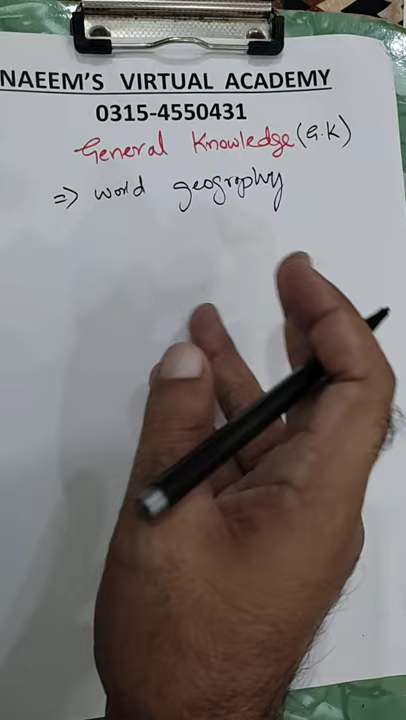 NAEEM'S VIRTUAL ACADEMY
0315-4550431
General Knowledge (G.K)
=> world geography